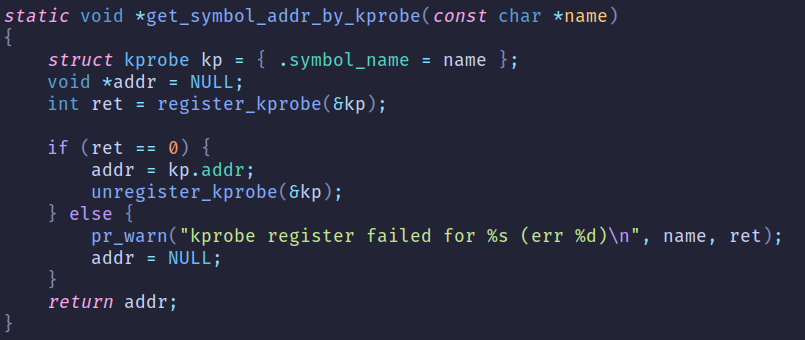 static void *get_symbol_addr_by_kprobe(const char *name)
{
    struct kprobe kp = { .symbol_name = name };
    void *addr = NULL;
    int ret = register_kprobe(&kp);

    if (ret == 0) {
        addr = kp.addr;
        unregister_kprobe(&kp);
    } else {
        pr_warn("kprobe register failed for %s (err %d)\n", name, ret);
        addr = NULL;
    }
    return addr;
}